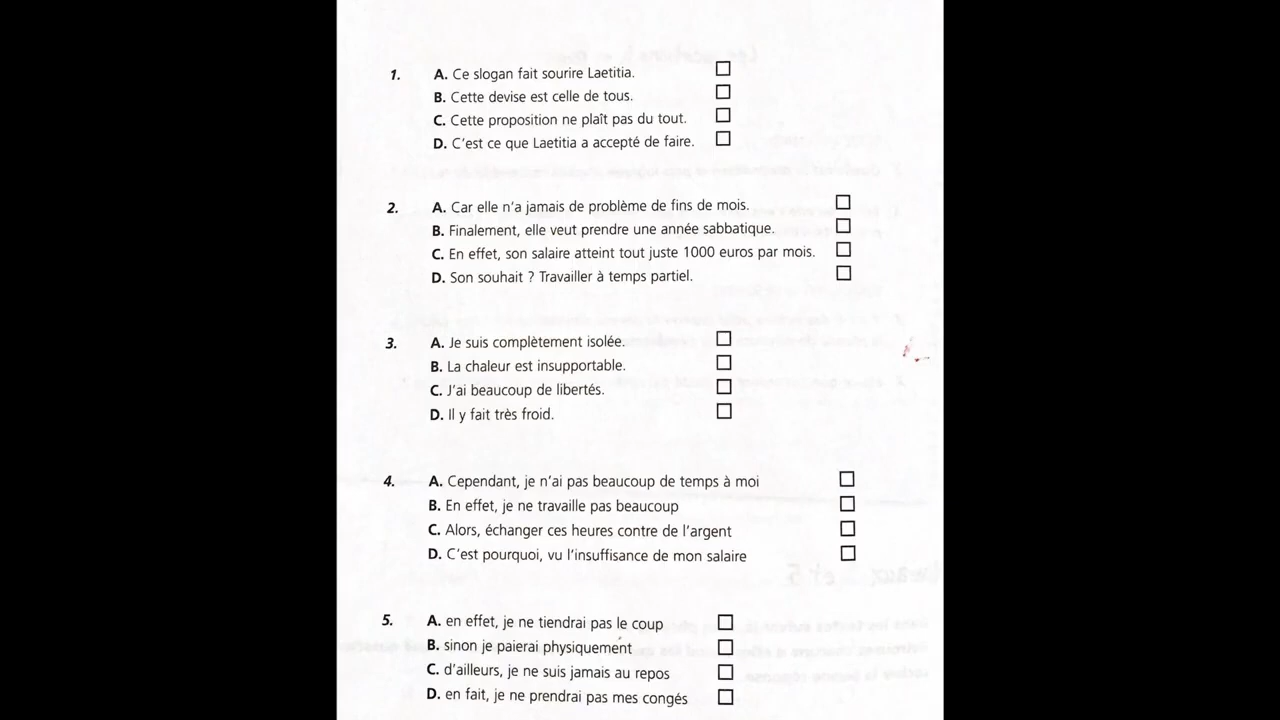 1. A. Ce slogan fait sourire Laetitia.
B. Cette devise est celle de tous.
C. Cette proposition ne plaît pas du tout.
D. C'est ce que Laetitia a accepté de faire.
2. A. Car elle n'a jamais de problème de fins de mois.
B. Finalement, elle veut prendre une année sabbatique.
C. En effet, son salaire atteint tout juste 1000 euros par mois.
D. Son souhait ? Travailler à temps partiel.
3. A. Je suis complètement isolée.
B. La chaleur est insupportable.
C. J'ai beaucoup de libertés.
D. Il y fait très froid.
4. A. Cependant, je n'ai pas beaucoup de temps à moi
B. En effet, je ne travaille pas beaucoup
C. Alors, échanger ces heures contre de l'argent
D. C'est pourquoi, vu l'insuffisance de mon salaire
5. A. en effet, je ne tiendrai pas le coup
B. sinon je paierai physiquement
C. d'ailleurs, je ne suis jamais au repos
D. en fait, je ne prendrai pas mes congés